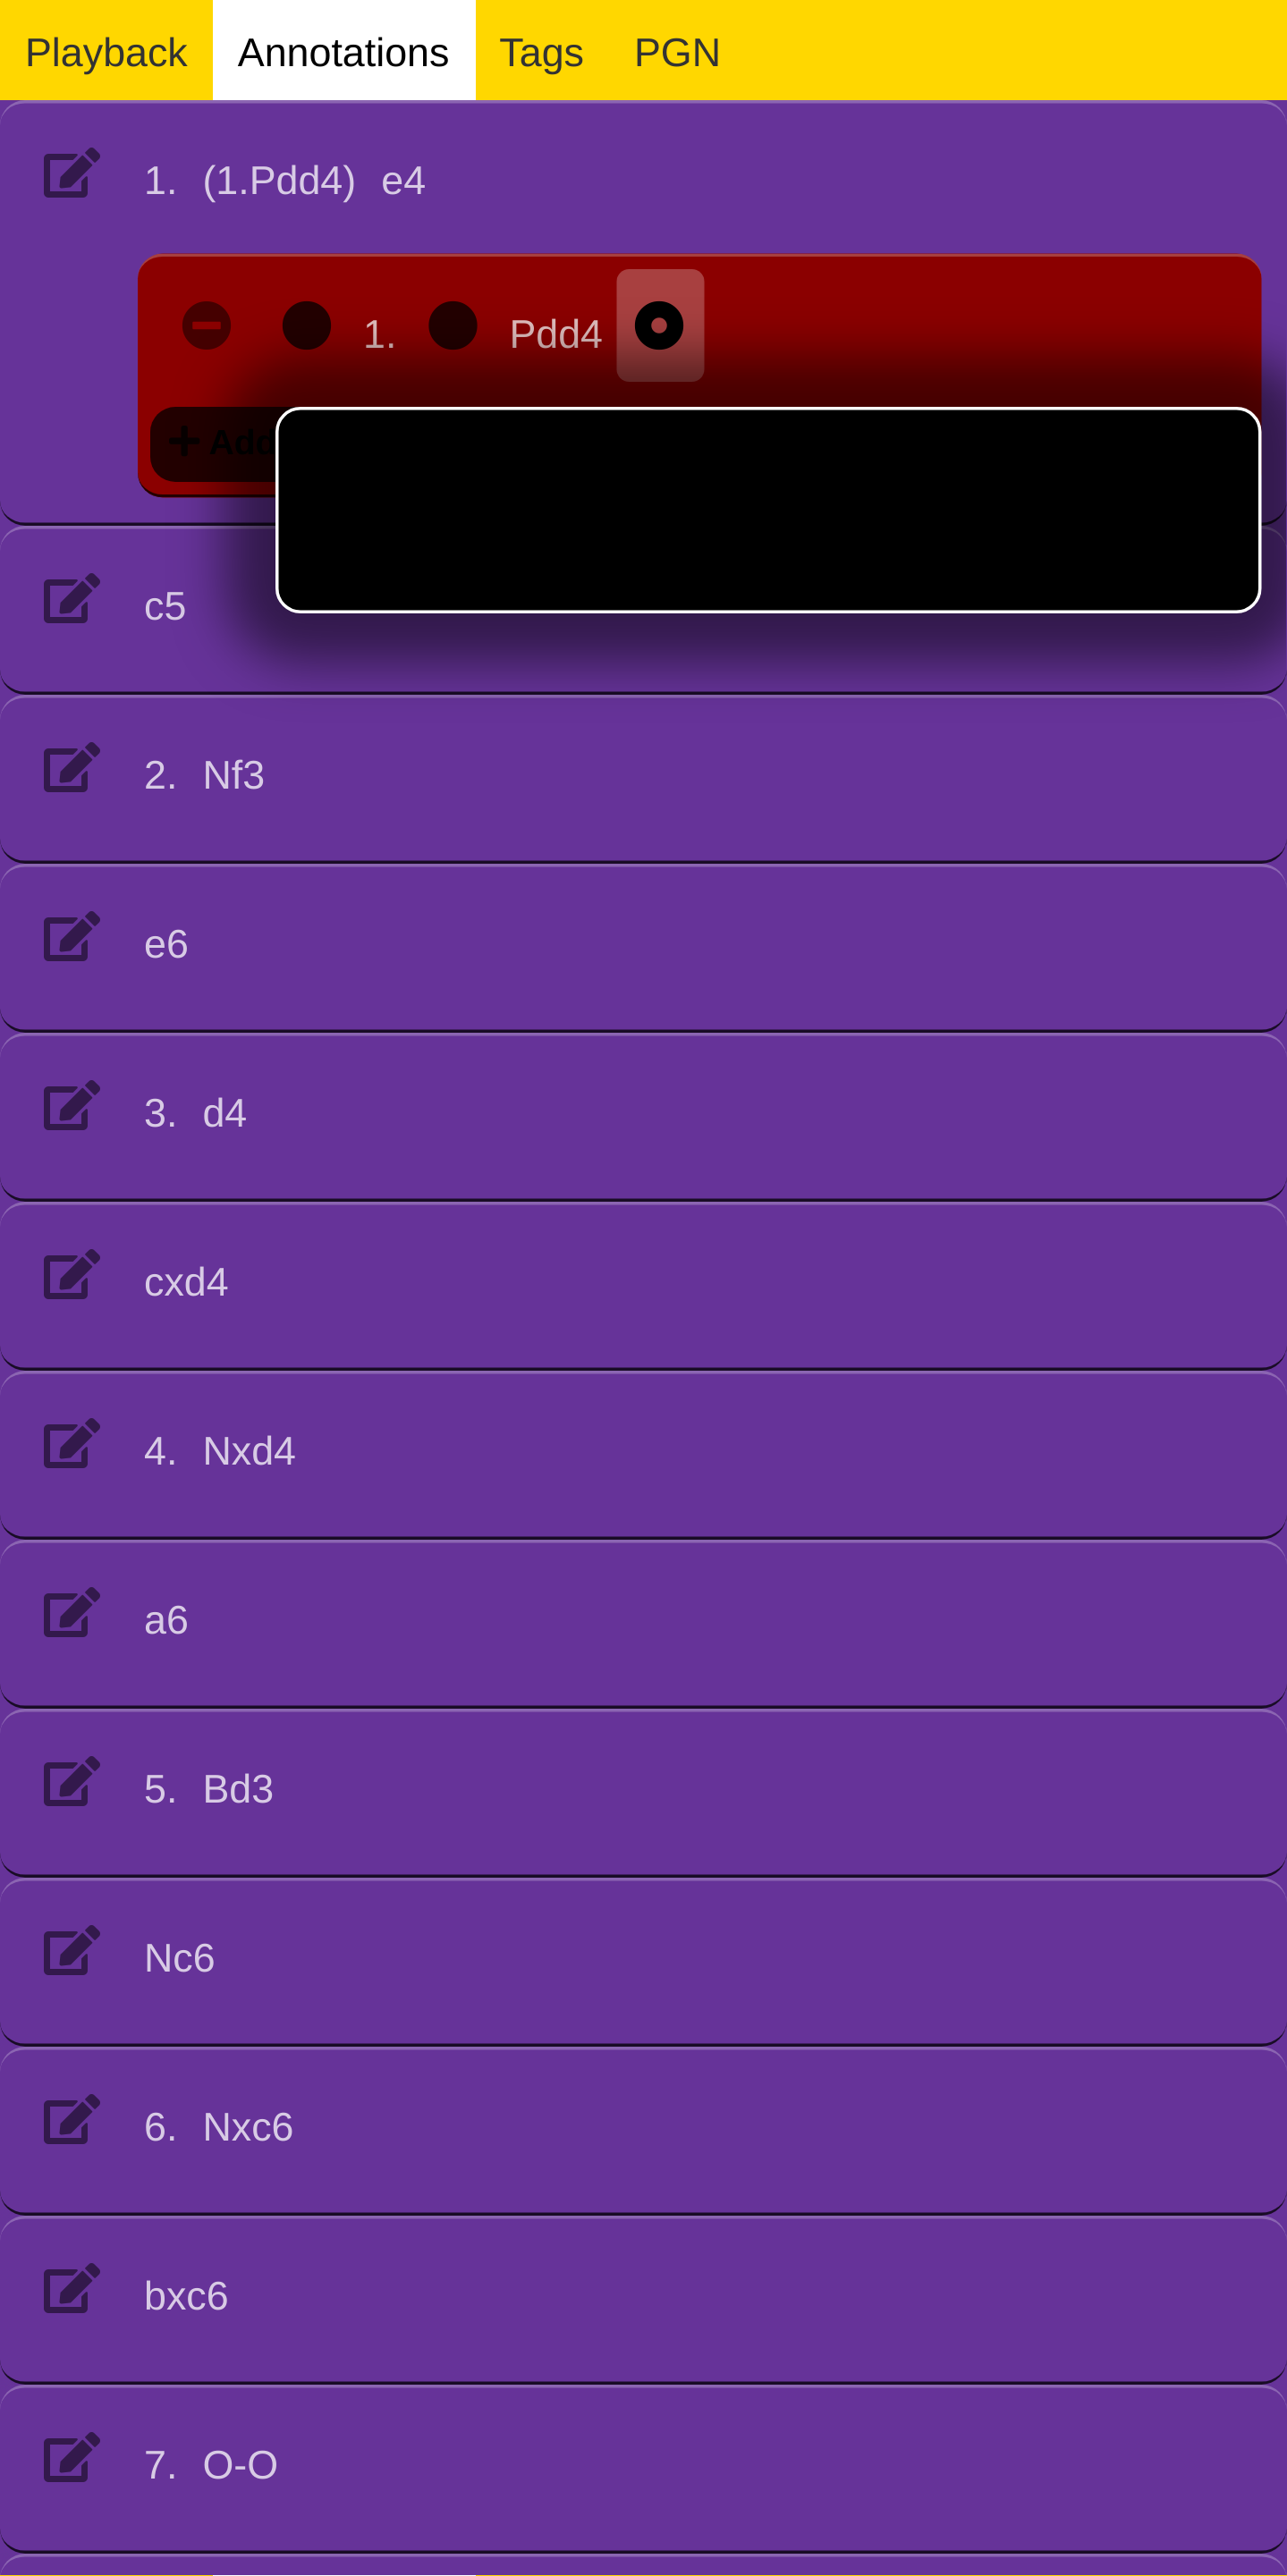 Playback Annotations Tags PGN
1. (1.Pdd4) e4
1. Pdd4
Add
c5
2. Nf3
e6
3. d4
cxd4
4. Nxd4
a6
5. Bd3
Nc6
6. Nxc6
bxc6
7. O-O